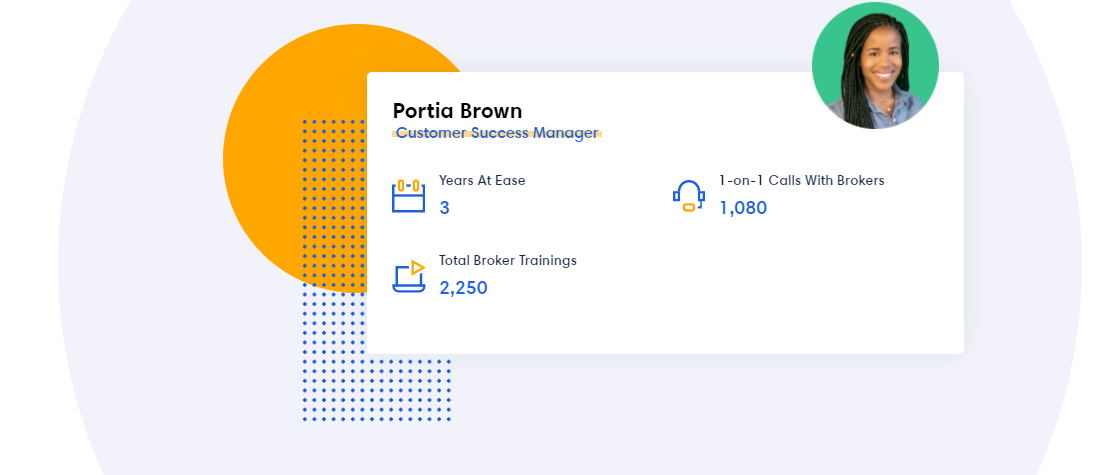 Portia Brown
Customer Success Manager
Years At Ease
3
1-on-1 Calls With Brokers
1,080
Total Broker Trainings
2,250